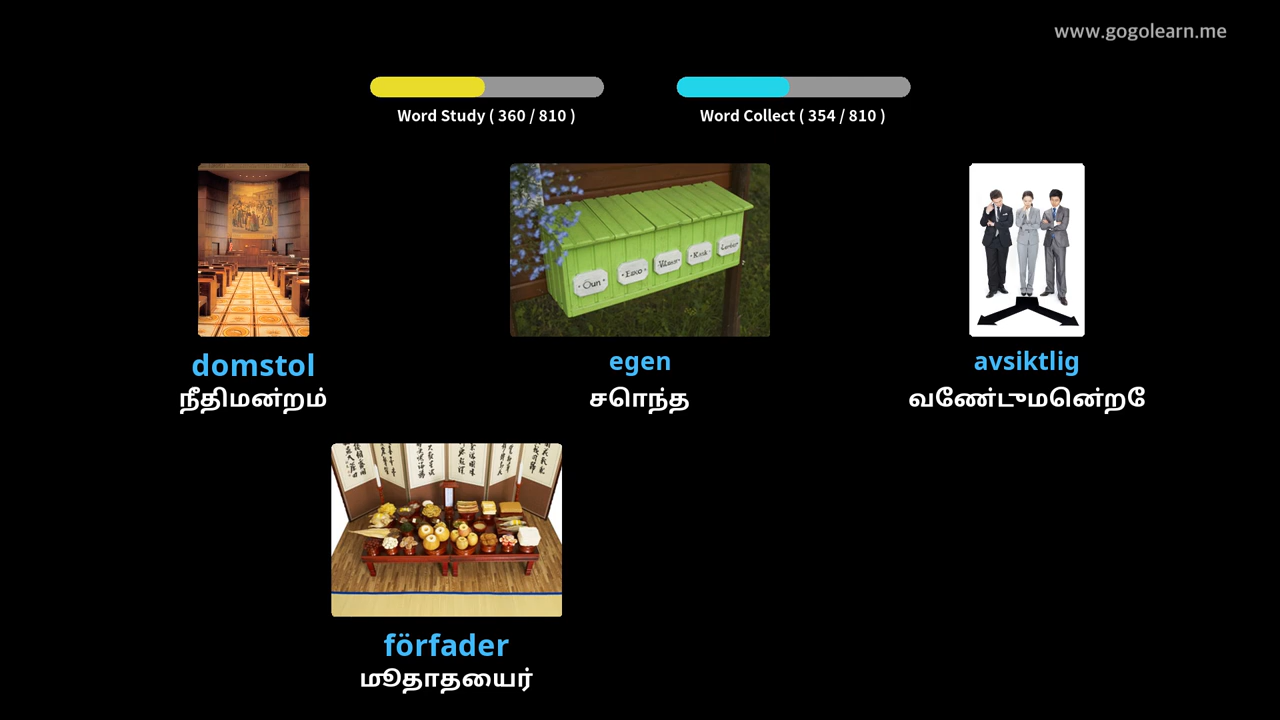 www.gogolearn.me
Word Study ( 360 / 810 )
Word Collect ( 354 / 810 )
domstol
நீதிமன்றம்
egen
சொந்த
avsiktlig
வேண்டுமென்றே
förfader
மூதாதையர்